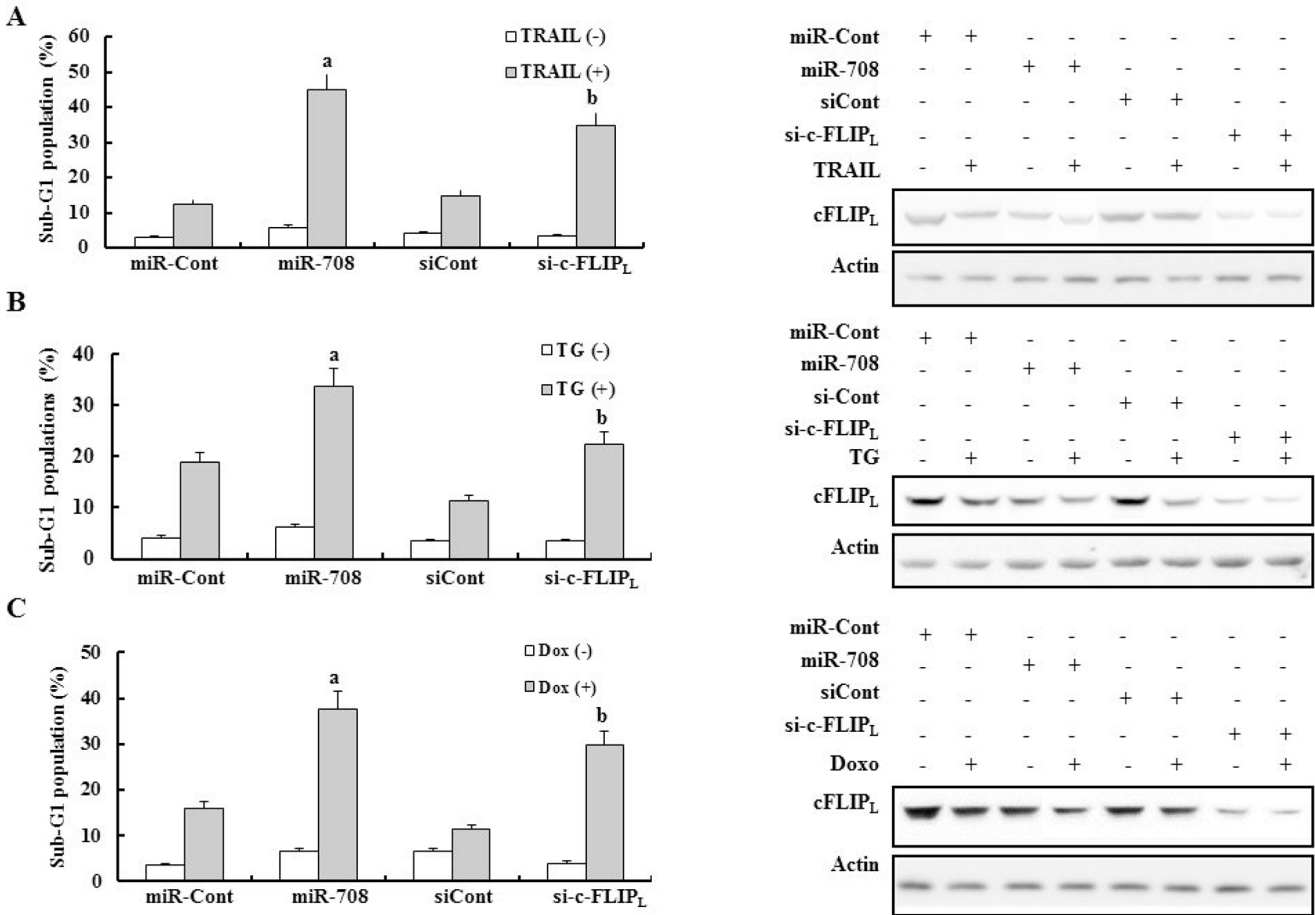 A
Sub-G1 population (%)
60
50
40
30
20
10
0
TRAIL (-)
TRAIL (+)
a
b
miR-Cont miR-708 siCont si-c-FLIPL
miR-Cont + + - - - - - -
miR-708 - - + + - - - -
siCont - - - - + + - -
si-c-FLIPL - - - - - - + +
TRAIL - + - + - + - +
cFLIPL
Actin
B
Sub-G1 populations (%)
40
30
20
10
0
TG (-)
TG (+)
a
b
miR-Cont miR-708 siCont si-c-FLIPL
miR-Cont + + - - - - - -
miR-708 - - + + - - - -
si-Cont - - - - + + - -
si-c-FLIPL - - - - - - + +
TG - + - + - + - +
cFLIPL
Actin
C
Sub-G1 population (%)
50
40
30
20
10
0
Dox (-)
Dox (+)
a
b
miR-Cont miR-708 siCont si-c-FLIPL
miR-Cont + + - - - - - -
miR-708 - - + + - - - -
siCont - - - - + + - -
si-c-FLIPL - - - - - - + +
Doxo - + - + - + - +
cFLIPL
Actin